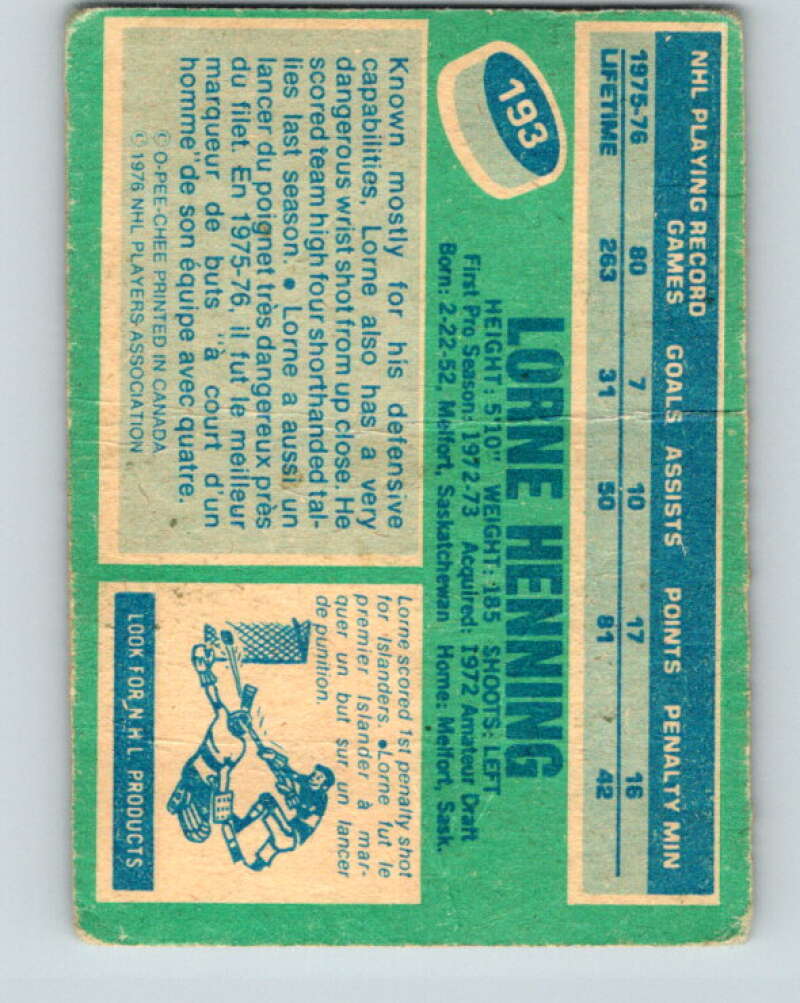 NHL PLAYING RECORD
GAMES GOALS ASSISTS POINTS PENALTY MIN
1975-76 80 7 10 17 16
LIFETIME 263 31 50 81 42
193
LORNE HENNING
HEIGHT: 5'10" WEIGHT: 185 SHOOTS: LEFT
First Pro Season: 1972-73 Acquired: 1972 Amateur Draft
Born: 2-22-52, Melfort, Saskatchewan Home: Melfort, Sask.
Known mostly for his defensive
capabilities, Lorne also has a very
dangerous wrist shot from up close. He
scored team high four shorthanded tal-
lies last season. • Lorne a aussi un
lancer du poignet très dangereux près
du filet. En 1975-76, il fut le meilleur
marqueur de buts "à court d'un
homme" de son équipe avec quatre.
© O-PEE-CHEE PRINTED IN CANADA
© 1976 NHL PLAYERS ASSOCIATION
Lorne scored 1st penalty shot
for Islanders. •Lorne fut le
premier Islander à mar-
quer un but sur un lancer
de punition.
LOOK FOR N H L PRODUCTS